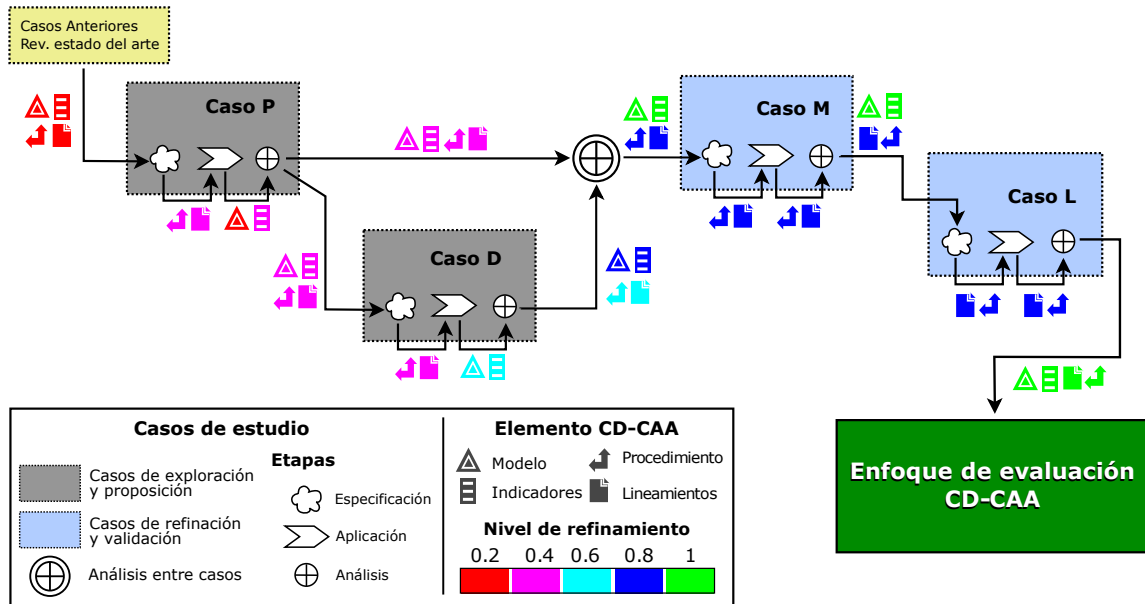 Casos Anteriores
Rev. estado del arte
Caso P
Caso D
Caso M
Caso L
Enfoque de evaluación
CD-CAA
Casos de estudio
Casos de exploración
y proposición
Casos de refinación
y validación
Análisis entre casos
Etapas
Especificación
Aplicación
Análisis
Elemento CD-CAA
Modelo
Procedimiento
Indicadores
Lineamientos
Nivel de refinamiento
0.2 0.4 0.6 0.8 1